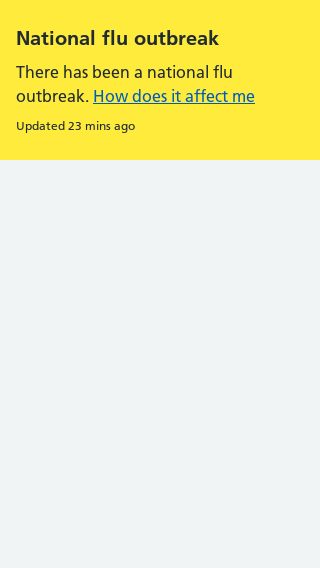 National flu outbreak
There has been a national flu
outbreak. How does it affect me
Updated 23 mins ago